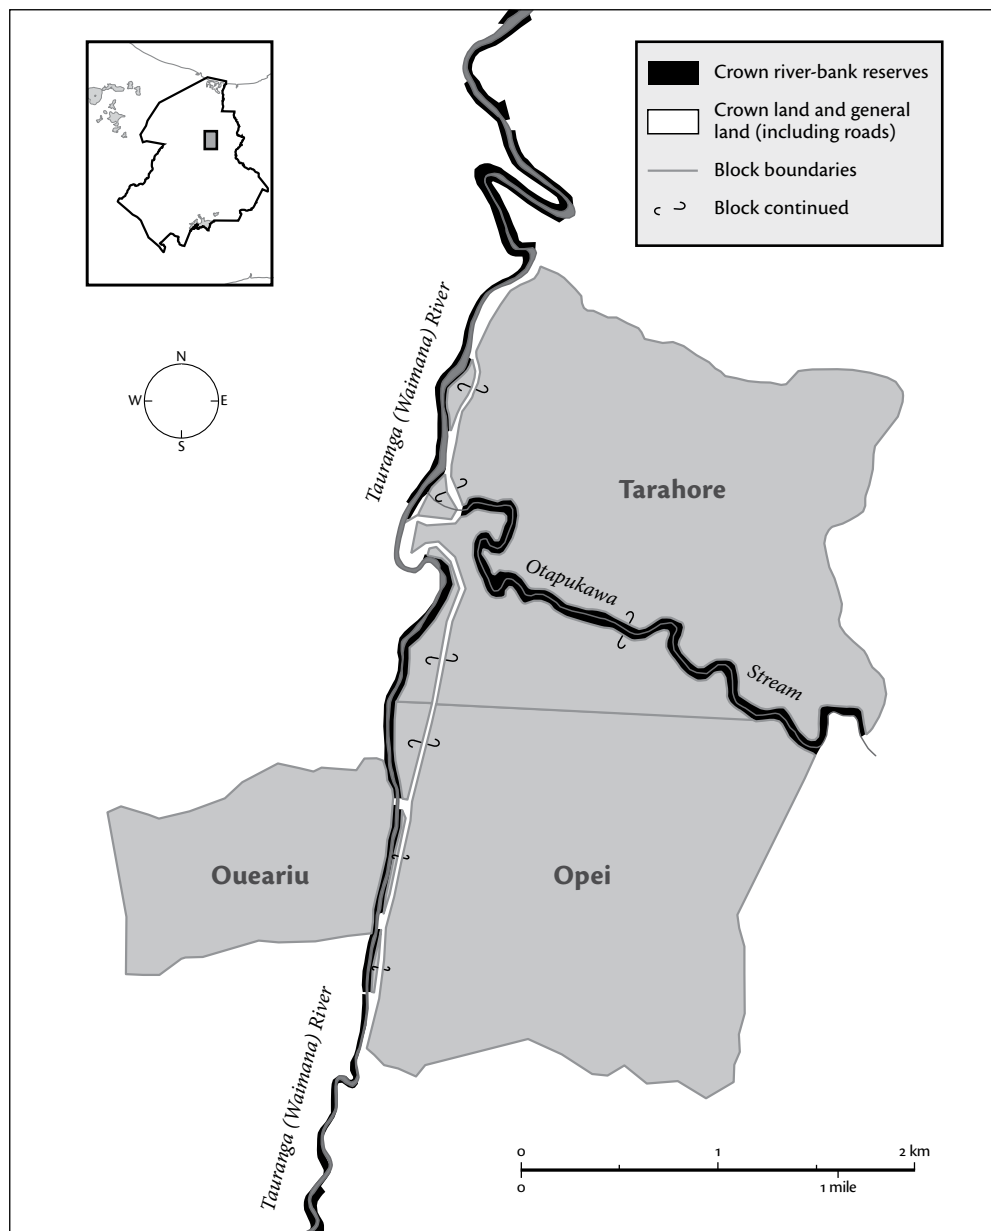 Crown river-bank reserves
Crown land and general
land (including roads)
Block boundaries
Block continued
N
W
E
S
Tauranga (Waimana) River
Tarahore
Otapukawa
Stream
Oueariu
Opei
Tauranga (Waimana) River
0
1
2 km
0
1 mile